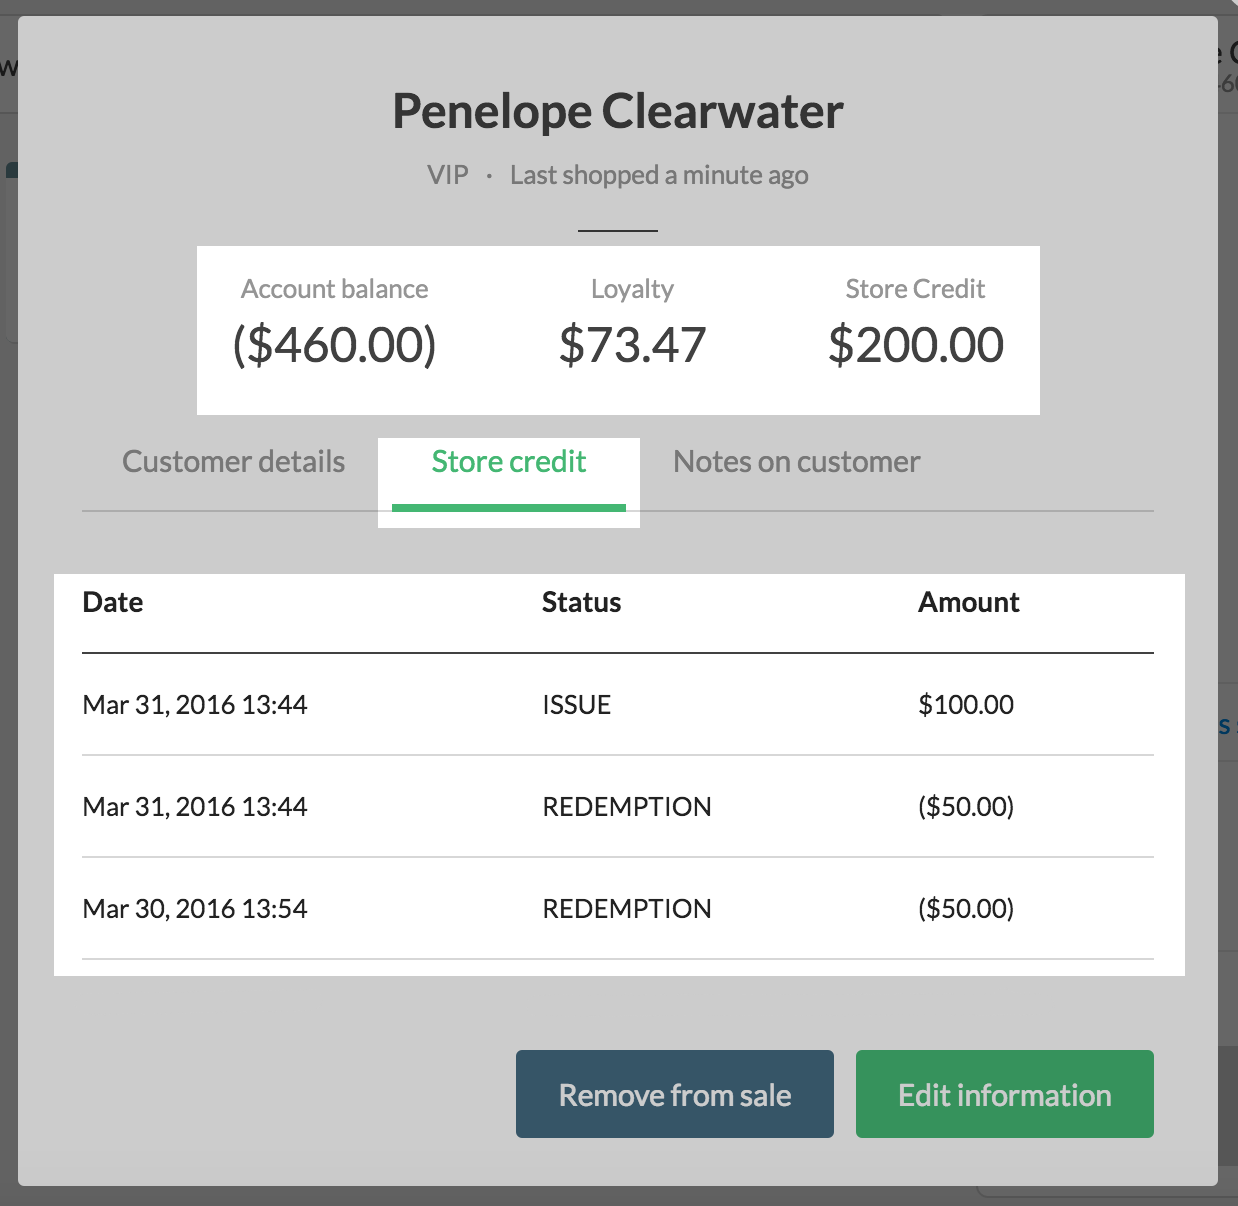 Penelope Clearwater
VIP · Last shopped a minute ago
Account balance Loyalty Store Credit
($460.00) $73.47 $200.00
Customer details Store credit Notes on customer
Date Status Amount
Mar 31, 2016 13:44 ISSUE $100.00
Mar 31, 2016 13:44 REDEMPTION ($50.00)
Mar 30, 2016 13:54 REDEMPTION ($50.00)
Remove from sale Edit information